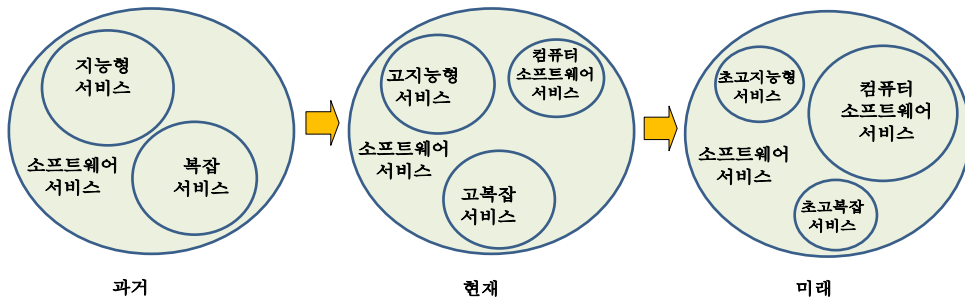 지능형
서비스
소프트웨어
서비스
복잡
서비스
과거
고지능형
서비스
컴퓨터
소프트웨어
서비스
소프트웨어
서비스
고복잡
서비스
현재
초고지능형
서비스
컴퓨터
소프트웨어
서비스
소프트웨어
서비스
초고복잡
서비스
미래